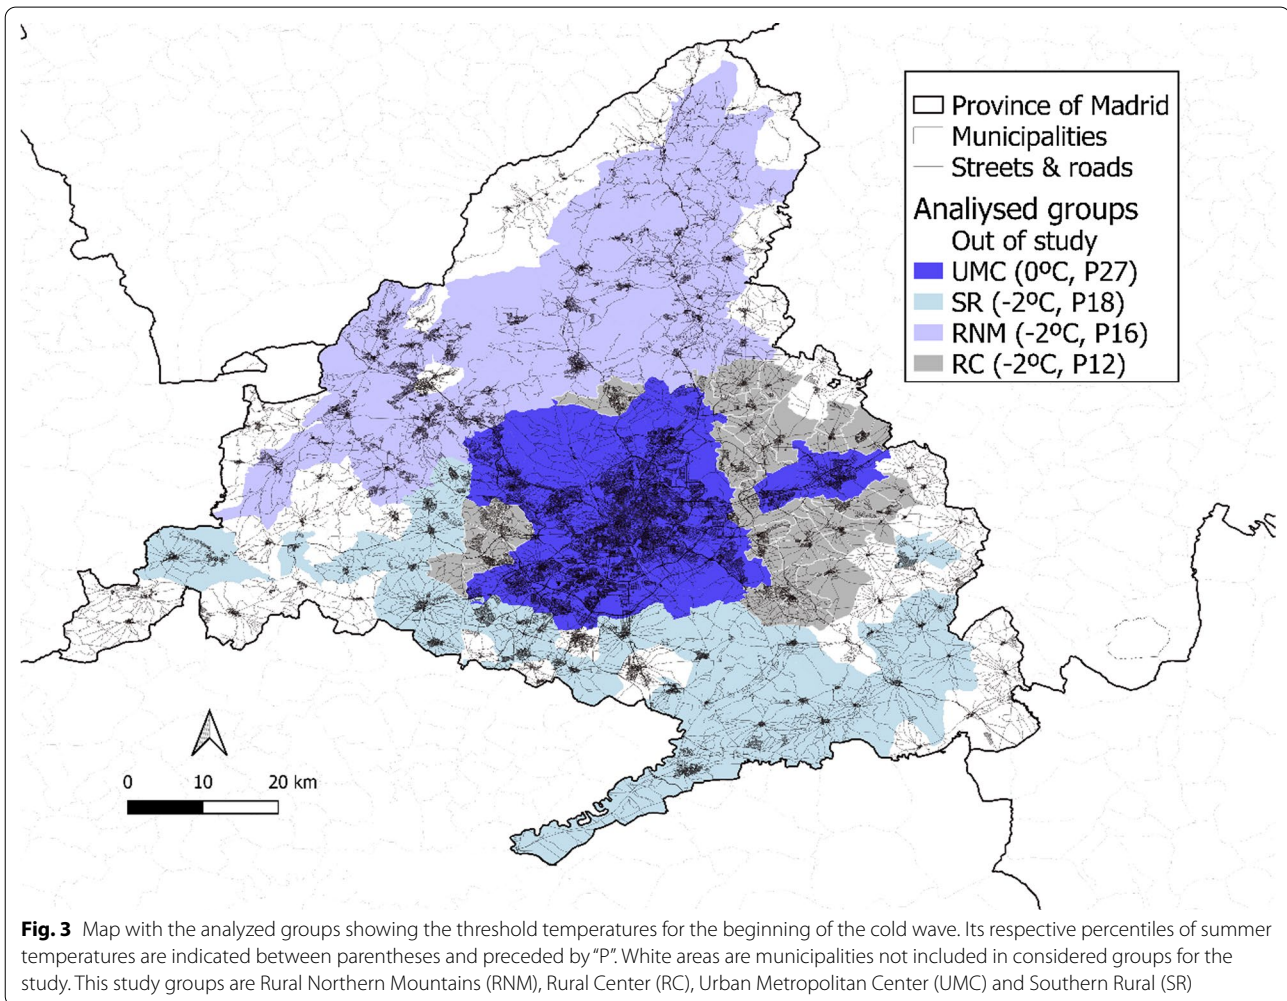 Province of Madrid
Municipalities
Streets & roads
Analiysed groups
Out of study
UMC (0ºC, P27)
SR (-2ºC, P18)
RNM (-2ºC, P16)
RC (-2ºC, P12)
0 10 20 km
Fig. 3 Map with the analyzed groups showing the threshold temperatures for the beginning of the cold wave. Its respective percentiles of summer
temperatures are indicated between parentheses and preceded by “P”. White areas are municipalities not included in considered groups for the
study. This study groups are Rural Northern Mountains (RNM), Rural Center (RC), Urban Metropolitan Center (UMC) and Southern Rural (SR)